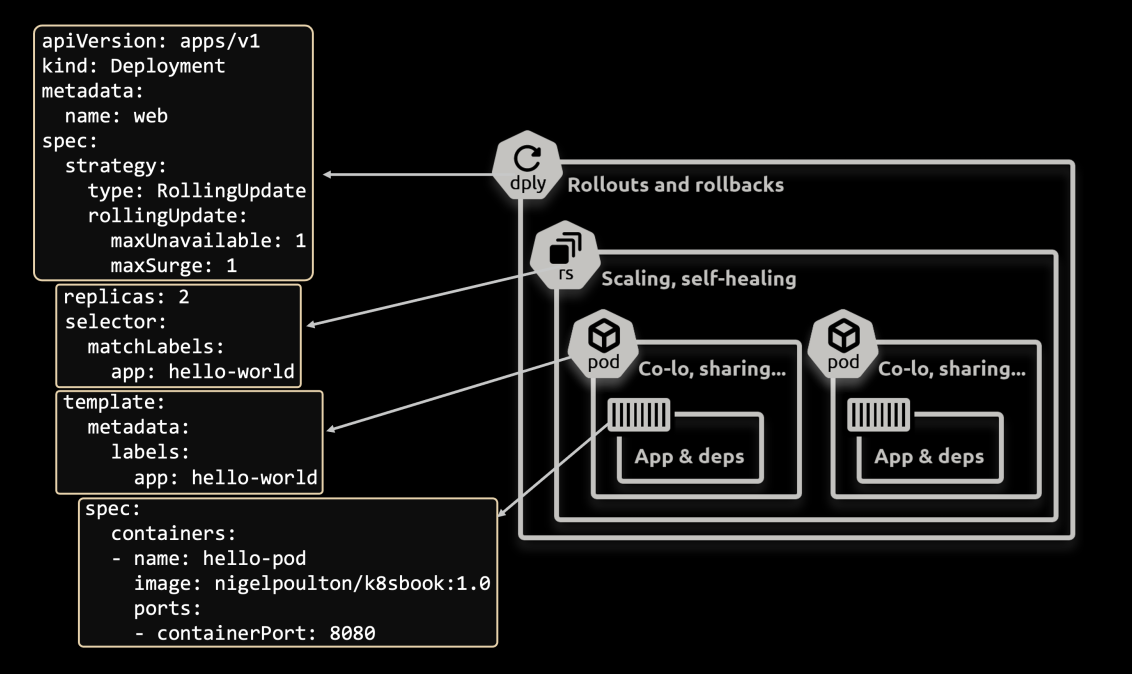 apiVersion: apps/v1
kind: Deployment
metadata:
  name: web
spec:
  strategy:
    type: RollingUpdate
    rollingUpdate:
      maxUnavailable: 1
      maxSurge: 1
  replicas: 2
  selector:
    matchLabels:
      app: hello-world
  template:
    metadata:
      labels:
        app: hello-world
    spec:
      containers:
      - name: hello-pod
        image: nigelpoulton/k8sbook:1.0
        ports:
        - containerPort: 8080
dply
Rollouts and rollbacks
rs
Scaling, self-healing
pod
Co-lo, sharing...
App & deps
pod
Co-lo, sharing...
App & deps